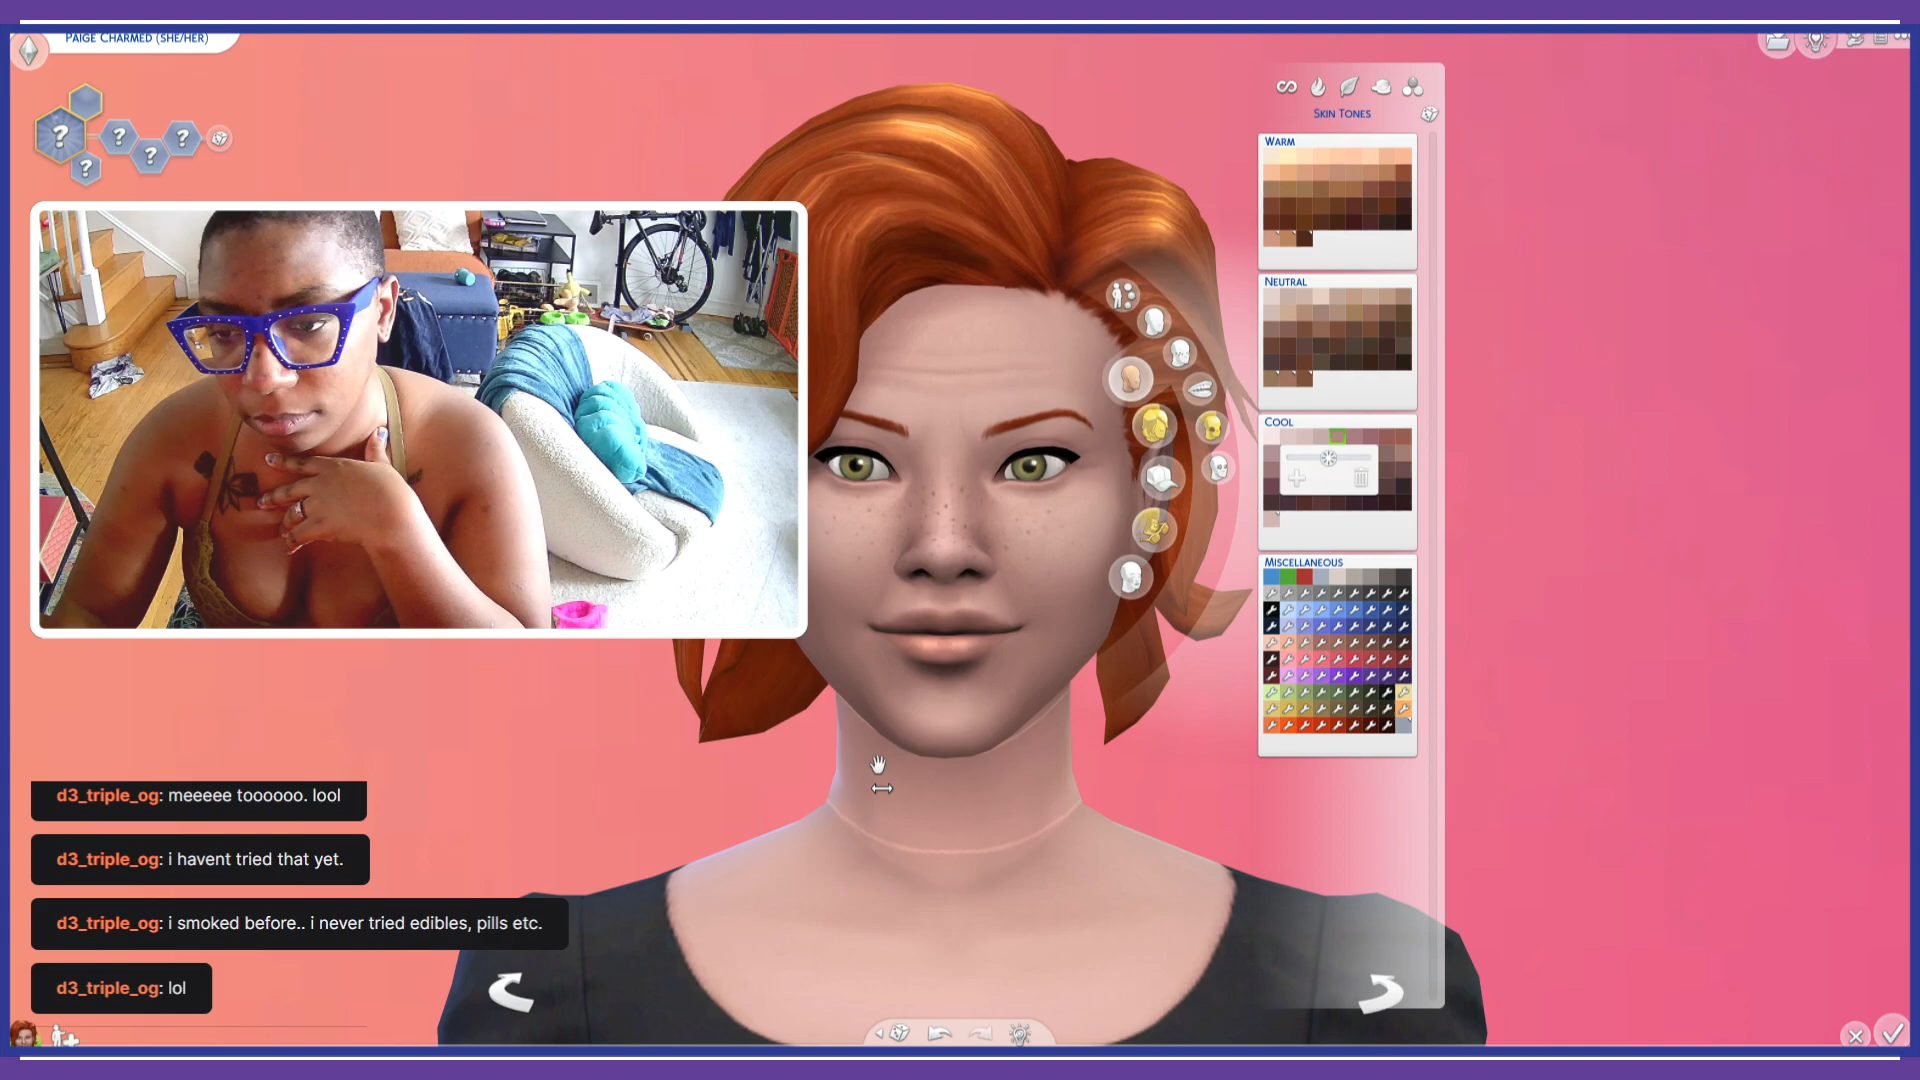 PAIGE CHARMED (SHE/HER)
SKIN TONES
WARM
NEUTRAL
COOL
MISCELLANEOUS
? ? ? ? ?
d3_triple_og: meeeee toooooo. lool
d3_triple_og: i havent tried that yet.
d3_triple_og: i smoked before.. i never tried edibles, pills etc.
d3_triple_og: lol